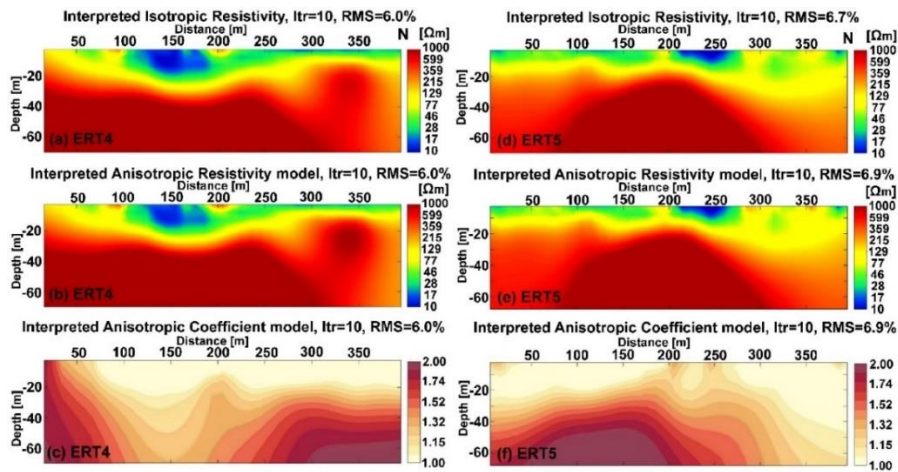 Interpreted Isotropic Resistivity, Itr=10, RMS=6.0%
Distance [m]
50 100 150 200 250 300 350 N
[Ωm]
Depth [m]
-20
-40
-60
1000
599
359
215
129
77
46
28
17
10
(a) ERT4
Interpreted Anisotropic Resistivity model, Itr=10, RMS=6.0%
Distance [m]
50 100 150 200 250 300 350
[Ωm]
Depth [m]
-20
-40
-60
1000
599
359
215
129
77
46
28
17
10
(b) ERT4
Interpreted Anisotropic Coefficient model, Itr=10, RMS=6.0%
Distance [m]
50 100 150 200 250 300 350
Depth [m]
-20
-40
-60
2.00
1.74
1.52
1.32
1.15
1.00
(c) ERT4
Interpreted Isotropic Resistivity, Itr=10, RMS=6.7%
Distance [m]
50 100 150 200 250 300 350 N
[Ωm]
Depth [m]
-20
-40
-60
1000
599
359
215
129
77
46
28
17
10
(d) ERT5
Interpreted Anisotropic Resistivity model, Itr=10, RMS=6.9%
Distance [m]
50 100 150 200 250 300 350
[Ωm]
Depth [m]
-20
-40
-60
1000
599
359
215
129
77
46
28
17
10
(e) ERT5
Interpreted Anisotropic Coefficient model, Itr=10, RMS=6.9%
Distance [m]
50 100 150 200 250 300 350
Depth [m]
-20
-40
-60
2.00
1.74
1.52
1.32
1.15
1.00
(f) ERT5